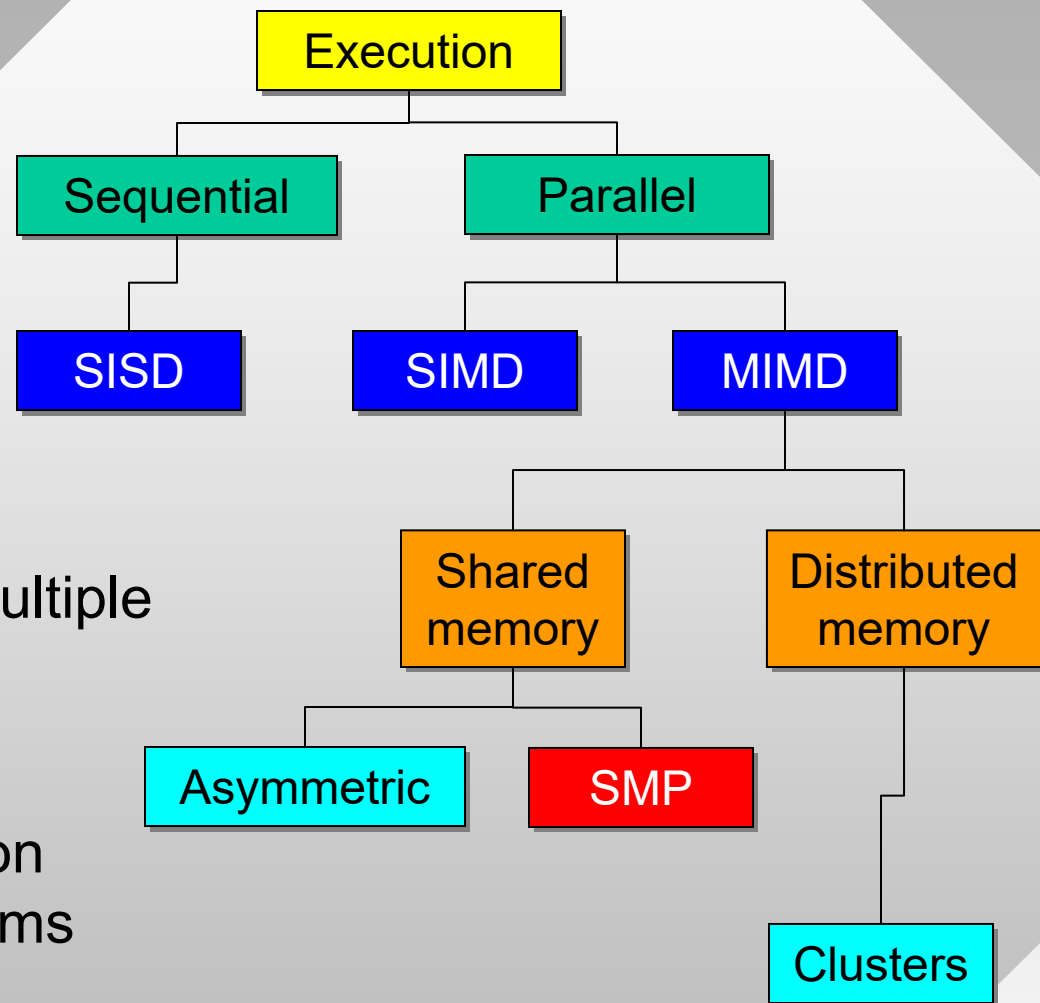 Execution
Sequential
Parallel
SISD
SIMD
MIMD
Shared
memory
Distributed
memory
ultiple
Asymmetric
SMP
on
ms
Clusters